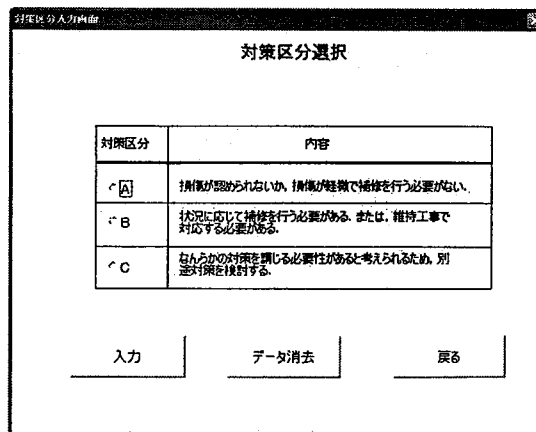 対策区分入力画面
対策区分選択
対策区分 内容
A 損傷が認められないか、損傷が軽微で補修を行う必要がない。
B 状況に応じて補修を行う必要がある。または、維持工事で
対応する必要がある。
C なんらかの対策を講じる必要性があると考えられるため、別
途対策を検討する。
入力 データ消去 戻る